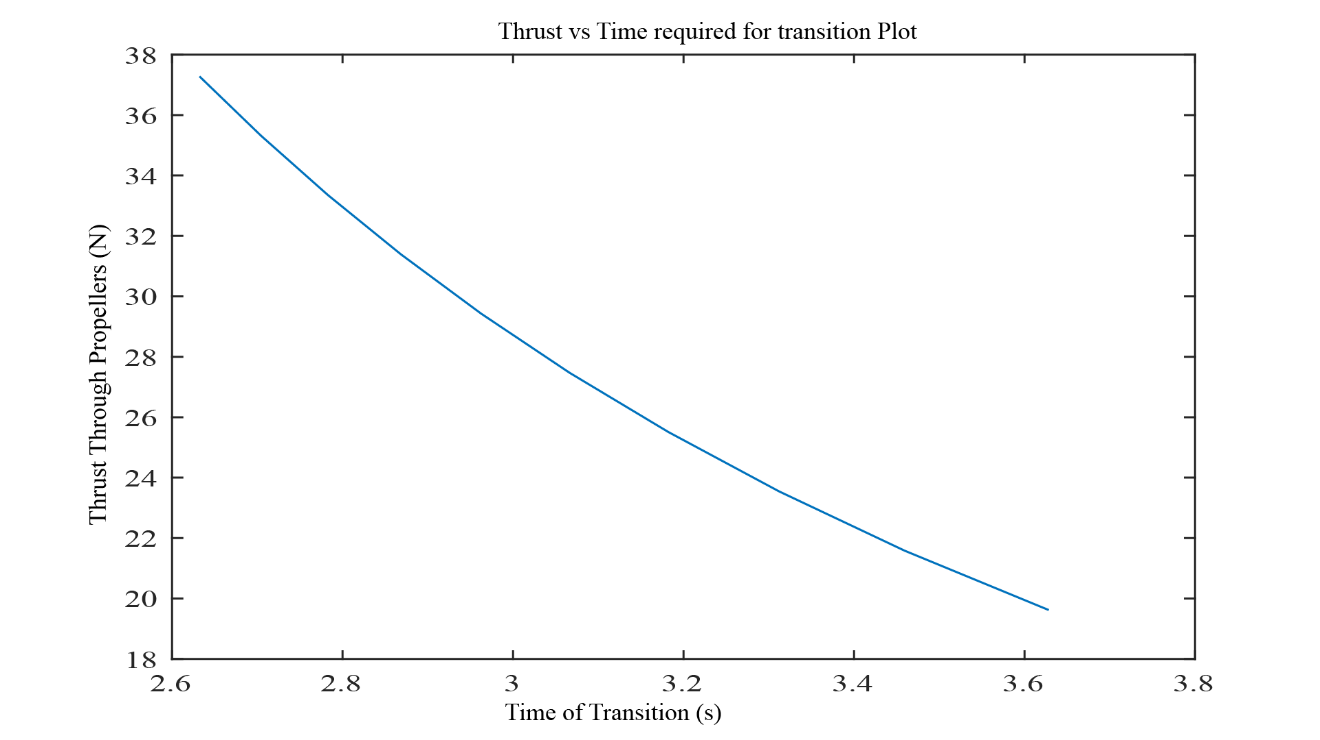 Thrust vs Time required for transition Plot
38
36
34
32
30
28
26
24
22
20
18
Thrust Through Propellers (N)
2.6 2.8 3 3.2 3.4 3.6 3.8
Time of Transition (s)